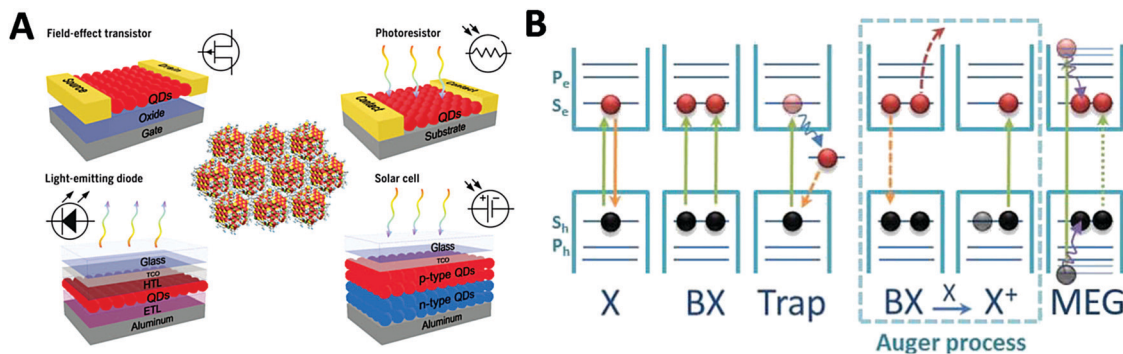 A
Field-effect transistor
Source
Drain
QDs
Oxide
Gate
Photoresistor
Contact
Contact
QDs
Substrate
Light-emitting diode
Glass
TCO
HTL
QDs
ETL
Aluminum
Solar cell
+ −
Glass
TCO
p-type QDs
n-type QDs
Aluminum
B
Pe
Se
Sh
Ph
X
BX
Trap
BX X → X+
MEG
Auger process